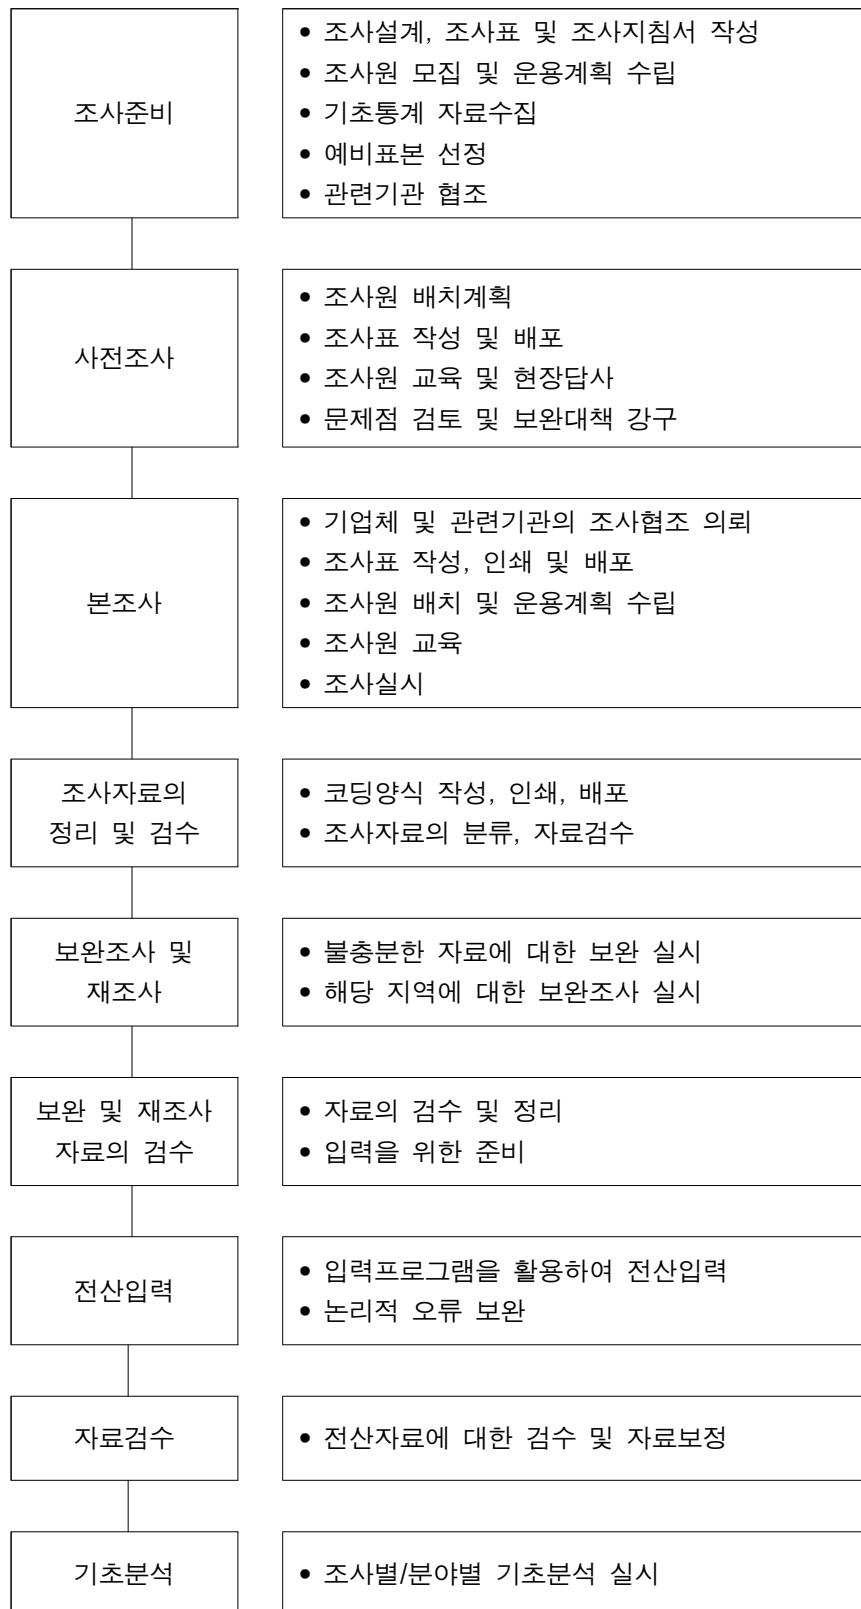 조사준비
• 조사설계, 조사표 및 조사지침서 작성
• 조사원 모집 및 운용계획 수립
• 기초통계 자료수집
• 예비표본 선정
• 관련기관 협조
사전조사
• 조사원 배치계획
• 조사표 작성 및 배포
• 조사원 교육 및 현장답사
• 문제점 검토 및 보완대책 강구
본조사
• 기업체 및 관련기관의 조사협조 의뢰
• 조사표 작성, 인쇄 및 배포
• 조사원 배치 및 운용계획 수립
• 조사원 교육
• 조사실시
조사자료의
정리 및 검수
• 코딩양식 작성, 인쇄, 배포
• 조사자료의 분류, 자료검수
보완조사 및
재조사
• 불충분한 자료에 대한 보완 실시
• 해당 지역에 대한 보완조사 실시
보완 및 재조사
자료의 검수
• 자료의 검수 및 정리
• 입력을 위한 준비
전산입력
• 입력프로그램을 활용하여 전산입력
• 논리적 오류 보완
자료검수
• 전산자료에 대한 검수 및 자료보정
기초분석
• 조사별/분야별 기초분석 실시